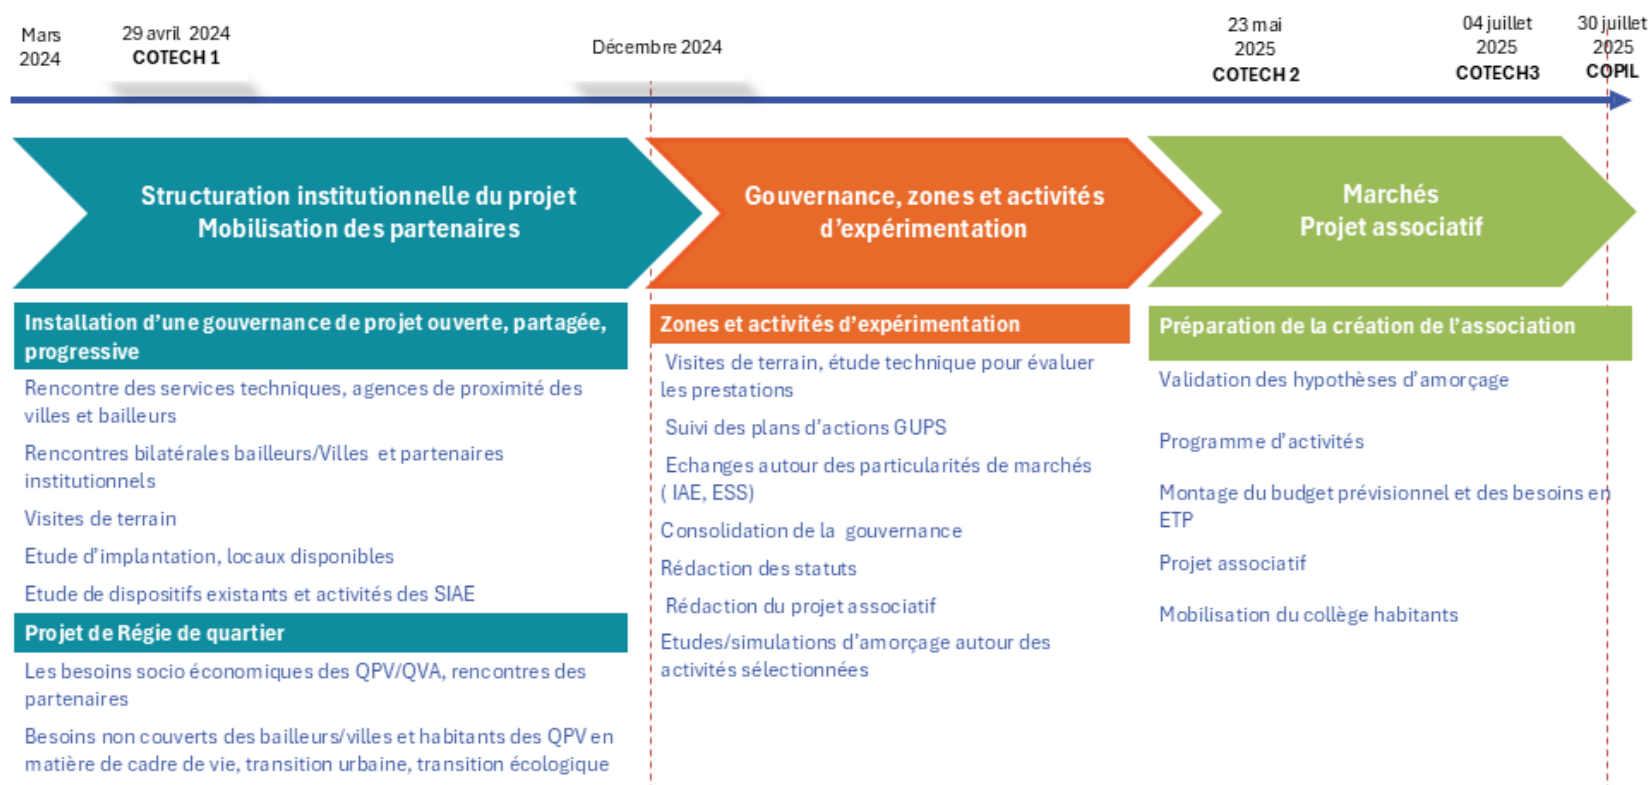 Mars
2024
29 avril 2024
COTECH 1
Décembre 2024
23 mai
2025
COTECH 2
04 juillet
2025
COTECH3
30 juillet
2025
COPIL
Structuration institutionnelle du projet
Mobilisation des partenaires
Gouvernance, zones et activités
d’expérimentation
Marchés
Projet associatif
Installation d’une gouvernance de projet ouverte, partagée,
progressive
Rencontre des services techniques, agences de proximité des
villes et bailleurs
Rencontres bilatérales bailleurs/Villes et partenaires
institutionnels
Visites de terrain
Etude d’implantation, locaux disponibles
Etude de dispositifs existants et activités des SIAE
Projet de Régie de quartier
Les besoins socio économiques des QPV/QVA, rencontres des
partenaires
Besoins non couverts des bailleurs/villes et habitants des QPV en
matière de cadre de vie, transition urbaine, transition écologique
Zones et activités d’expérimentation
Visites de terrain, étude technique pour évaluer
les prestations
Suivi des plans d’actions GUPS
Echanges autour des particularités de marchés
( IAE, ESS)
Consolidation de la gouvernance
Rédaction des statuts
Rédaction du projet associatif
Etudes/simulations d’amorçage autour des
activités sélectionnées
Préparation de la création de l’association
Validation des hypothèses d’amorçage
Programme d’activités
Montage du budget prévisionnel et des besoins en
ETP
Projet associatif
Mobilisation du collège habitants